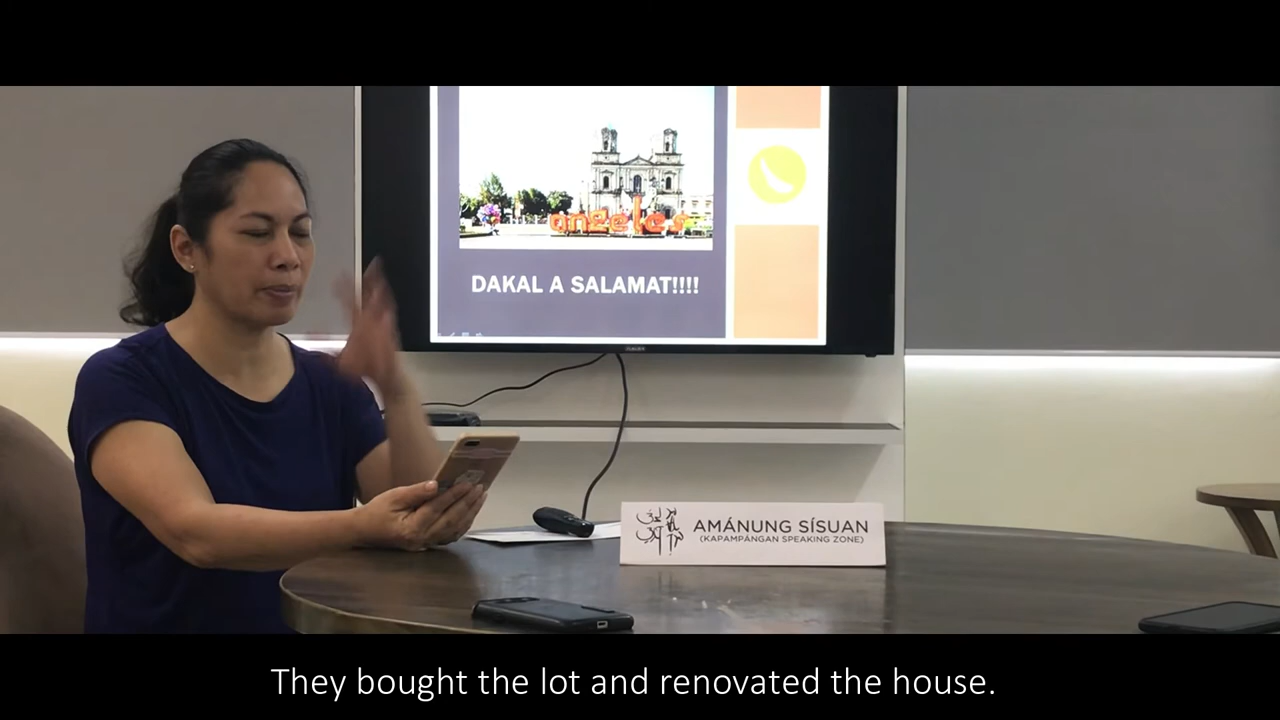 angeles
DAKAL A SALAMAT!!!!
AMÁNUNG SÍSUAN
(KAPAMPÁNGAN SPEAKING ZONE)
They bought the lot and renovated the house.